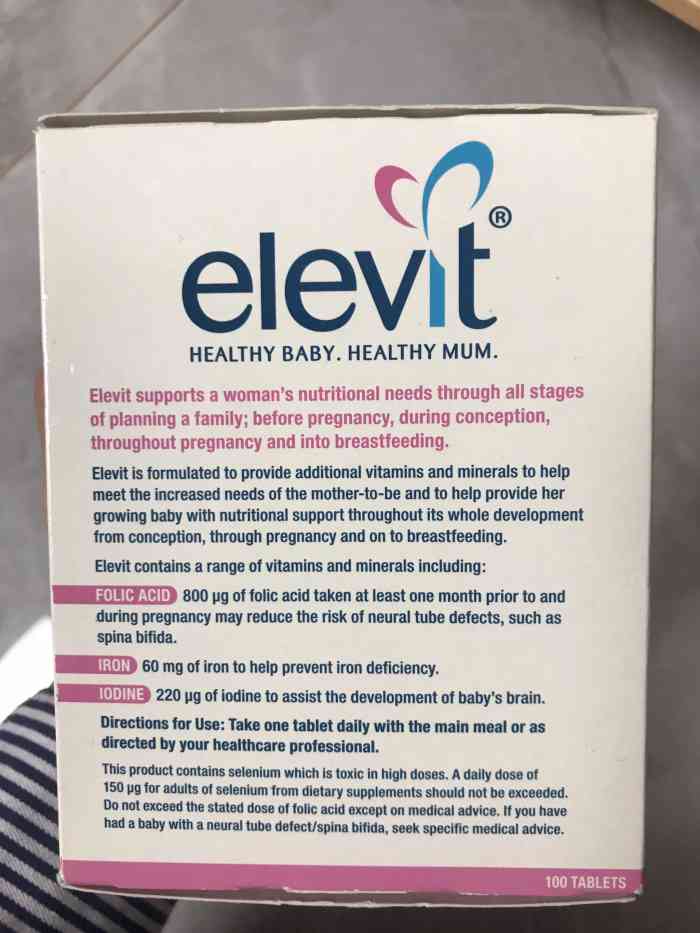 elevit®
HEALTHY BABY. HEALTHY MUM.
Elevit supports a woman's nutritional needs through all stages
of planning a family; before pregnancy, during conception,
throughout pregnancy and into breastfeeding.
Elevit is formulated to provide additional vitamins and minerals to help
meet the increased needs of the mother-to-be and to help provide her
growing baby with nutritional support throughout its whole development
from conception, through pregnancy and on to breastfeeding.
Elevit contains a range of vitamins and minerals including:
FOLIC ACID 800 µg of folic acid taken at least one month prior to and
during pregnancy may reduce the risk of neural tube defects, such as
spina bifida.
IRON 60 mg of iron to help prevent iron deficiency.
IODINE 220 µg of iodine to assist the development of baby's brain.
Directions for Use: Take one tablet daily with the main meal or as
directed by your healthcare professional.
This product contains selenium which is toxic in high doses. A daily dose of
150 µg for adults of selenium from dietary supplements should not be exceeded.
Do not exceed the stated dose of folic acid except on medical advice. If you have
had a baby with a neural tube defect/spina bifida, seek specific medical advice.
100 TABLETS